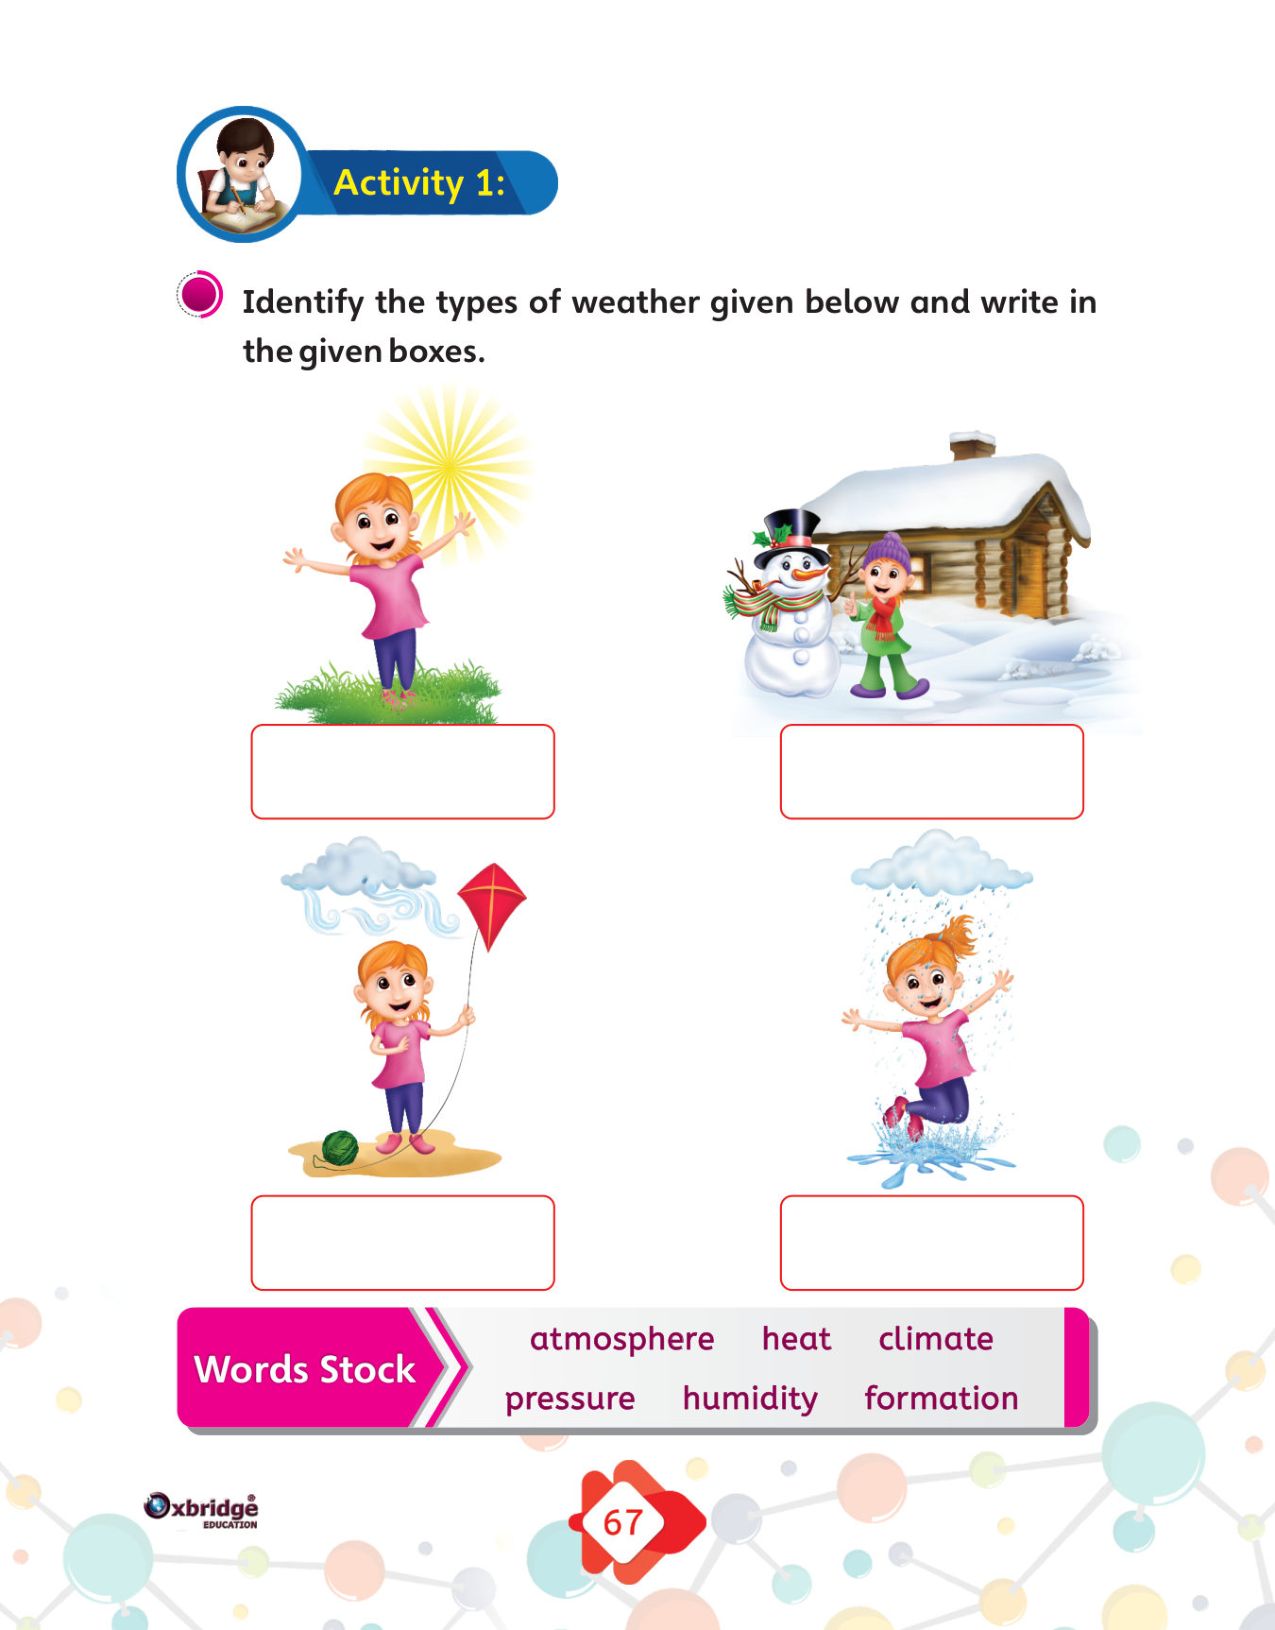 Activity 1:
Identify the types of weather given below and write in
the given boxes.
Words Stock
atmosphere heat climate
pressure humidity formation
Oxbridge®
EDUCATION
67